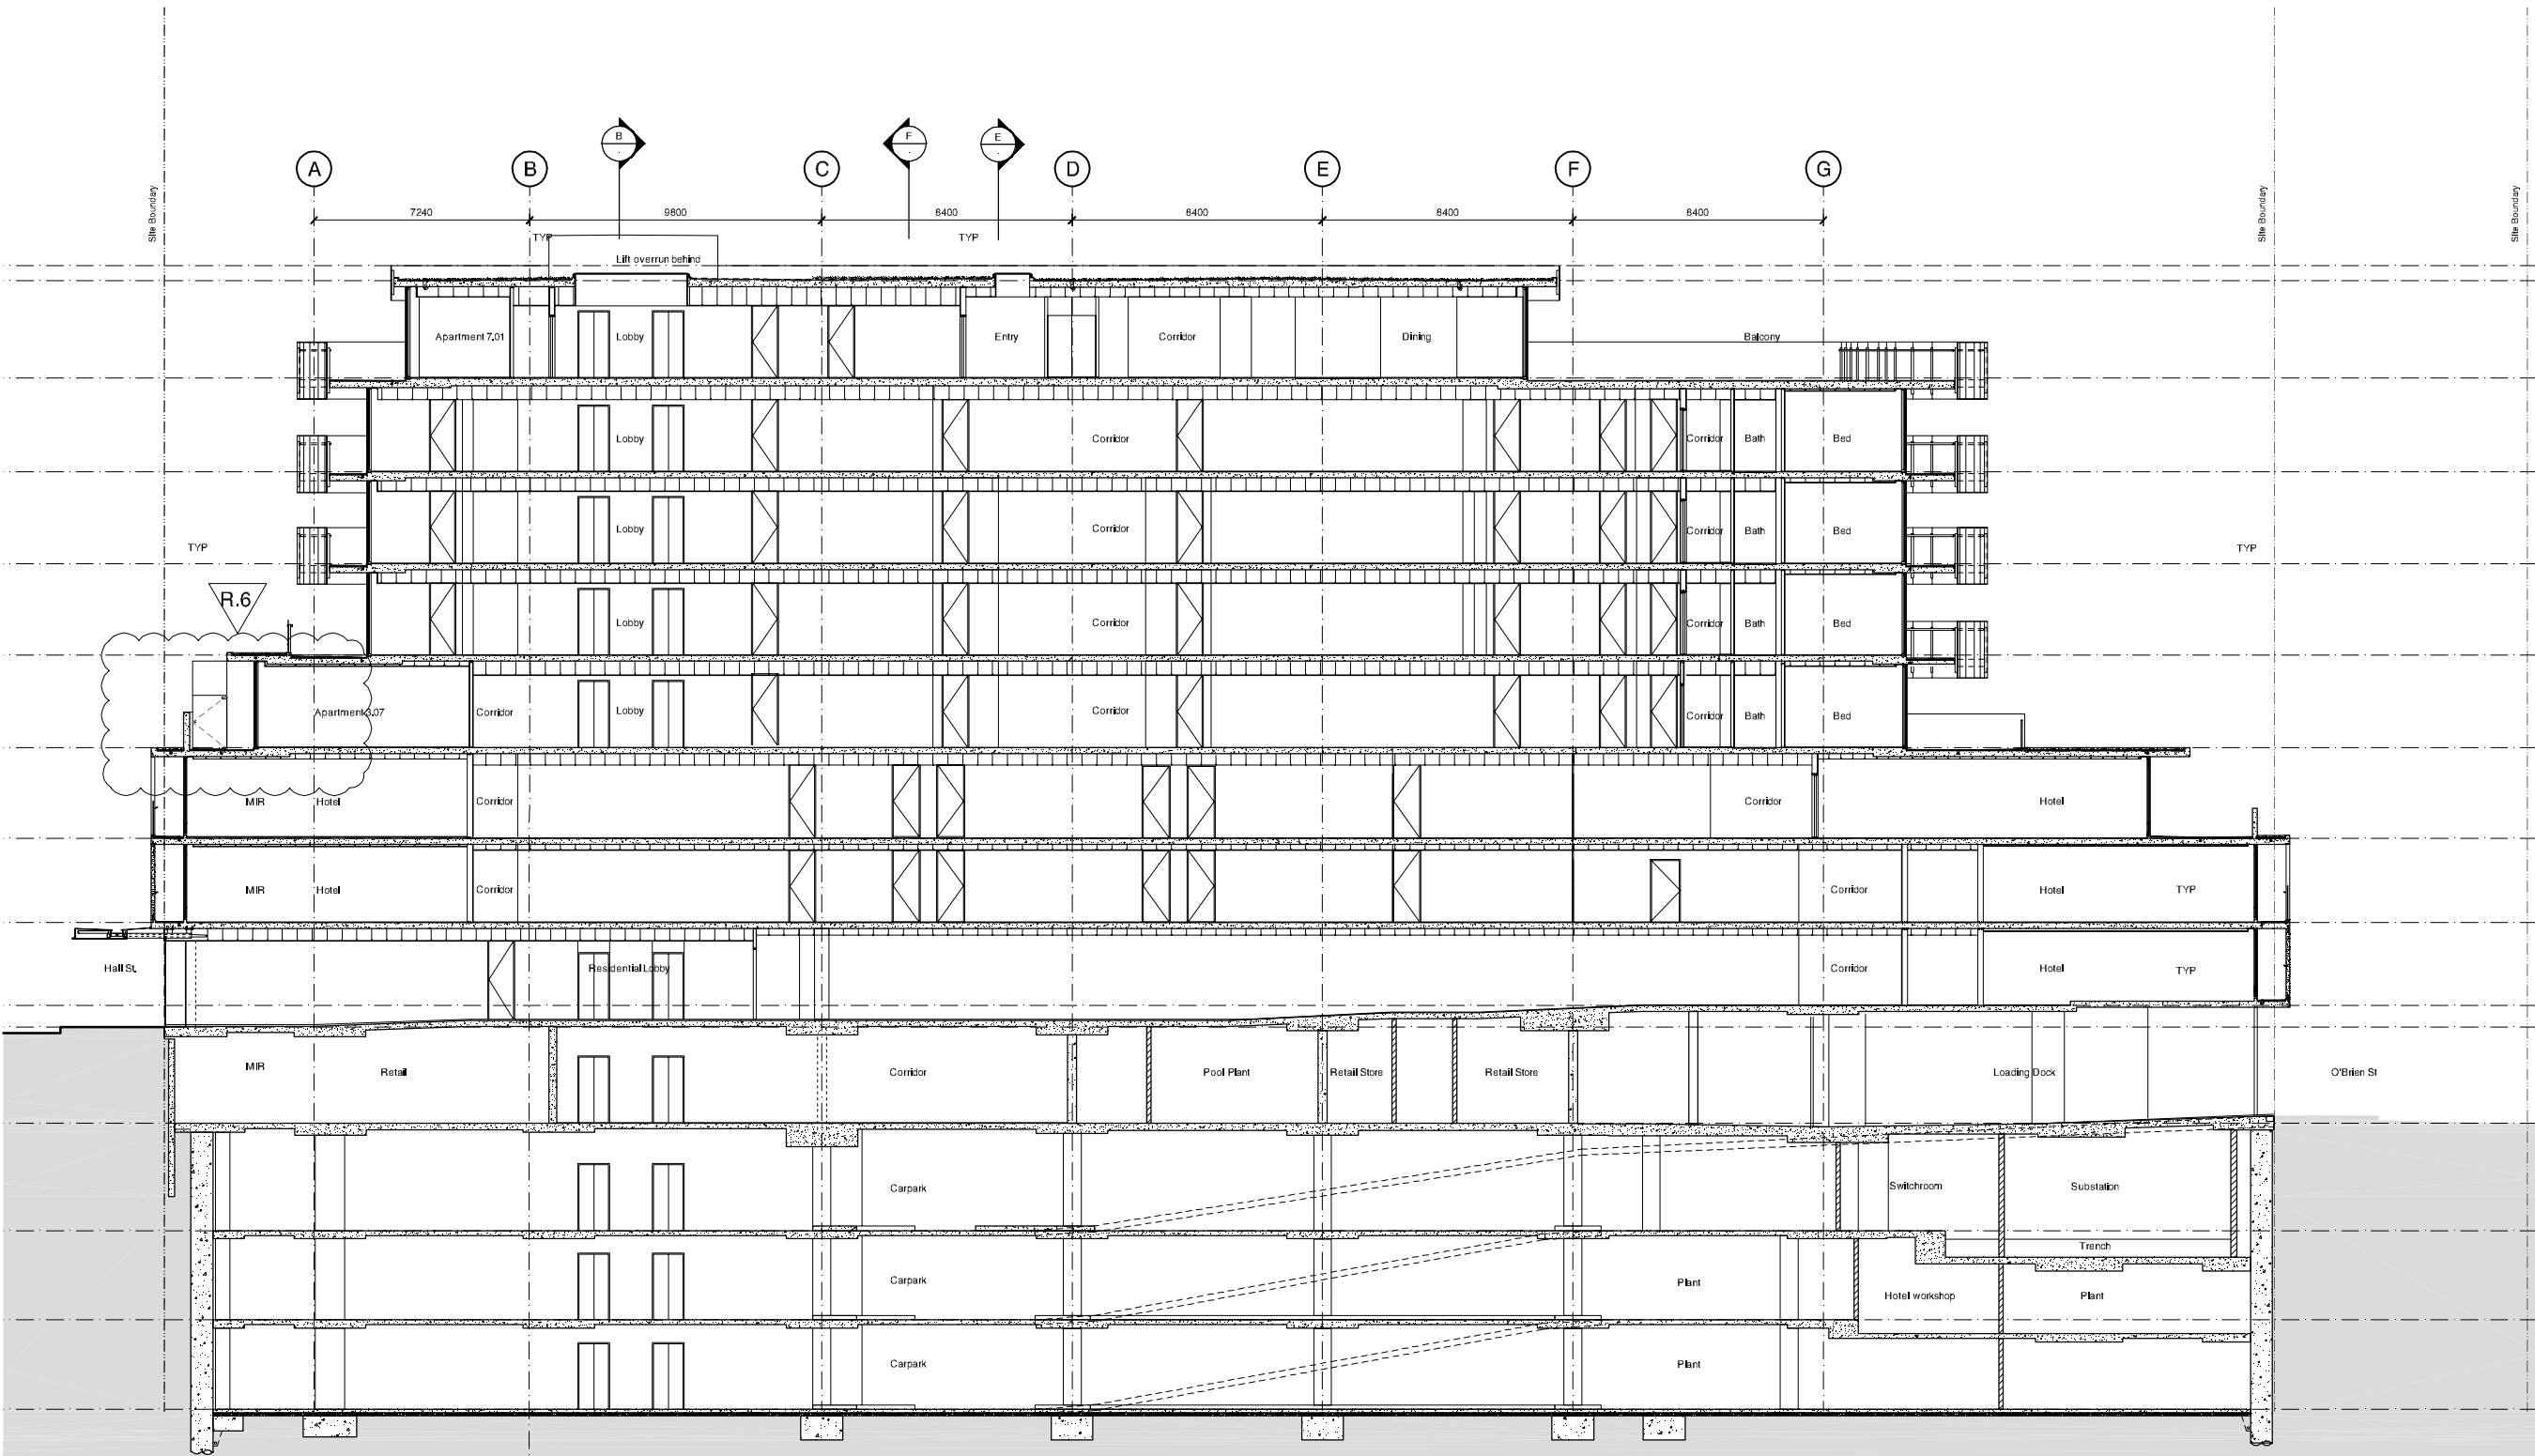 B F E
A B C D E F G
Site Boundary Site Boundary Site Boundary
7240 9800 8400 8400 8400 8400
TYP TYP
Lift overrun behind
Apartment 7.01 Lobby Entry Corridor Dining Balcony
Lobby Corridor Corridor Bath Bed
Lobby Corridor Corridor Bath Bed
TYP TYP
R.6
Lobby Corridor Corridor Bath Bed
Apartment 3.07 Corridor Lobby Corridor Corridor Bath Bed
MIR Hotel Corridor Corridor Hotel
MIR Hotel Corridor Corridor Hotel TYP
Hall St. Residential Lobby Corridor Hotel TYP
MIR Retail Corridor Pool Plant Retail Store Retail Store Loading Dock O'Brien St
Carpark Switchroom Substation
Trench
Carpark Plant Hotel workshop Plant
Carpark Plant